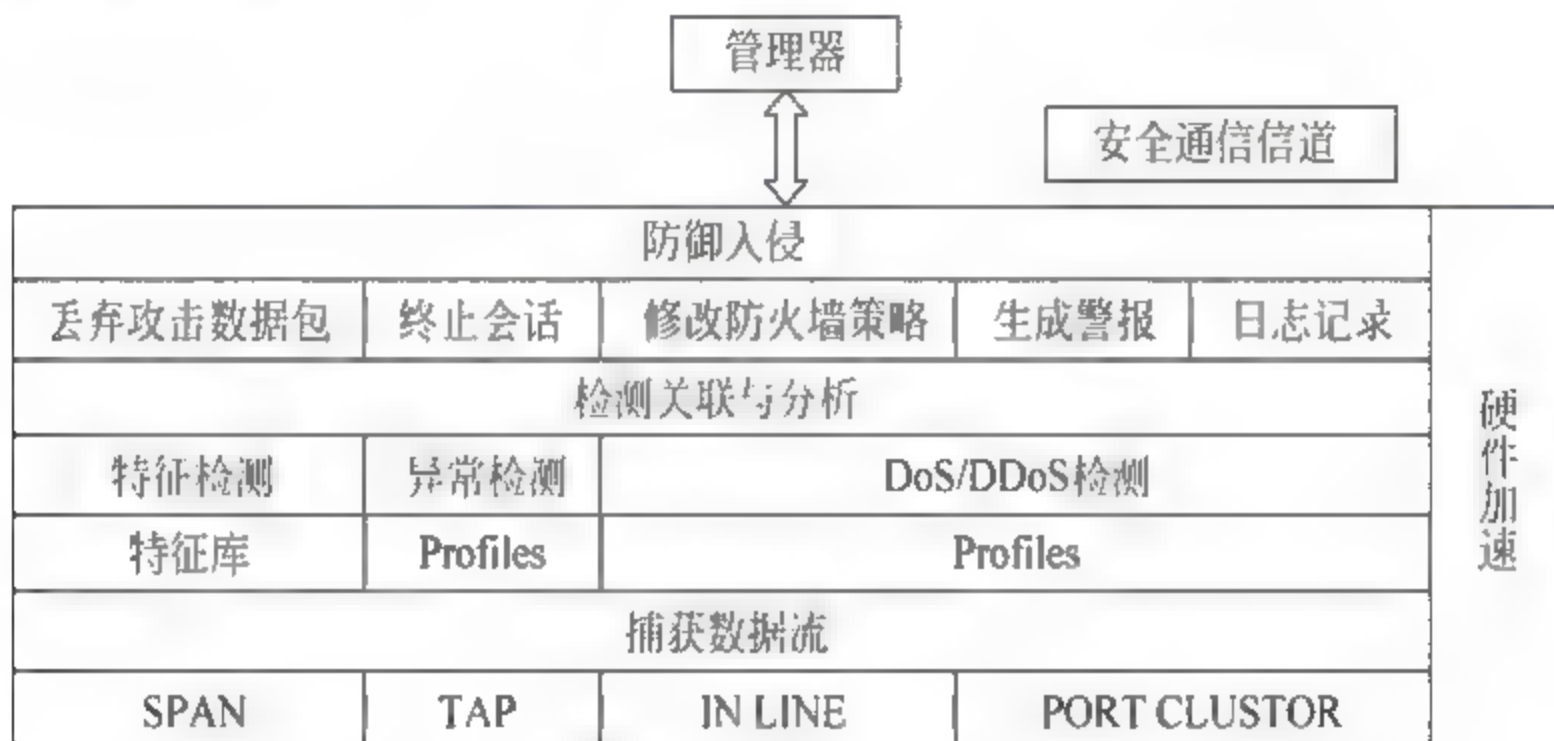 管理器
安全通信信道
防御入侵
丢弃攻击数据包 终止会话 修改防火墙策略 生成警报 日志记录
检测关联与分析
特征检测 异常检测 DoS/DDoS检测
特征库 Profiles Profiles
捕获数据流
SPAN TAP IN LINE PORT CLUSTOR
硬件加速